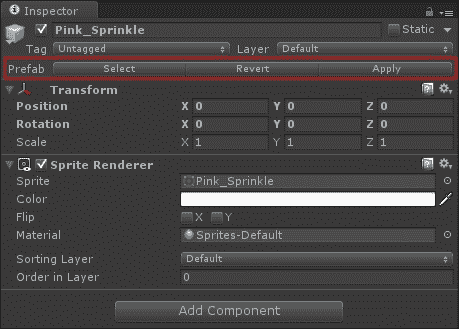 Inspector
Pink_Sprinkle Static
Tag Untagged Layer Default
Prefab Select Revert Apply
Transform
Position X 0 Y 0 Z 0
Rotation X 0 Y 0 Z 0
Scale X 1 Y 1 Z 1
Sprite Renderer
Sprite Pink_Sprinkle
Color
Flip X Y
Material Sprites-Default
Sorting Layer Default
Order in Layer 0
Add Component